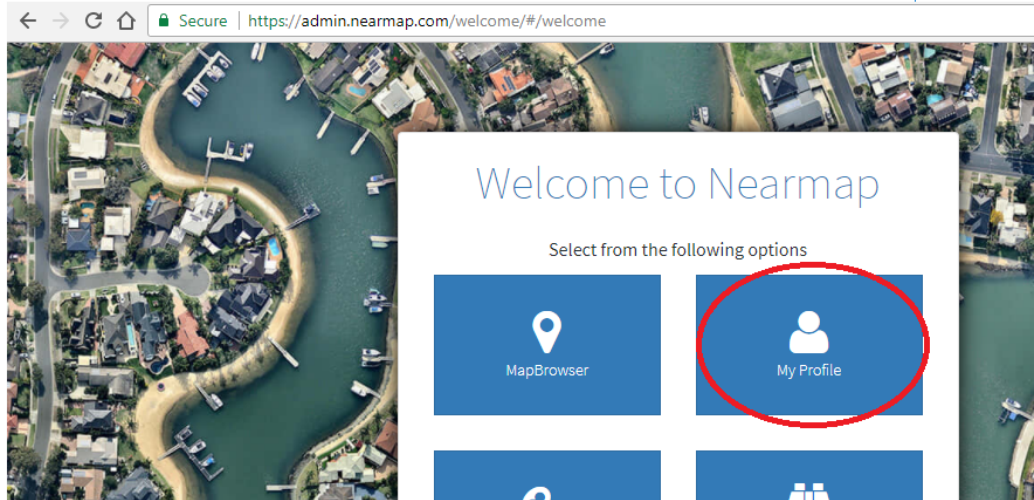 Secure | https://admin.nearmap.com/welcome/#/welcome
Welcome to Nearmap
Select from the following options
MapBrowser
My Profile